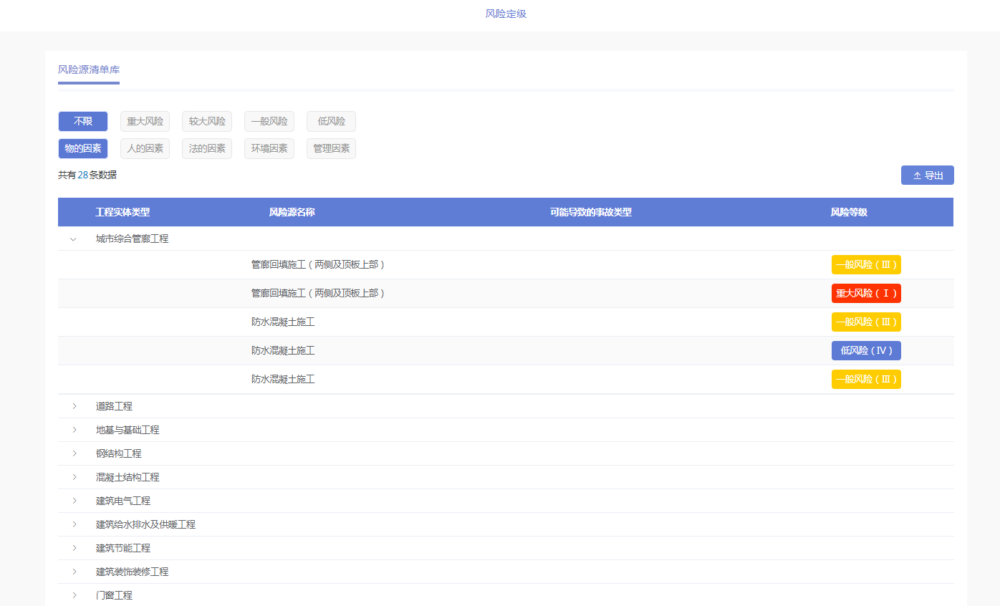 风险定级
风险源清单库
不限 重大风险 较大风险 一般风险 低风险
物的因素 人的因素 法的因素 环境因素 管理因素
共有28条数据 导出
工程实体类型 风险源名称 可能导致的事故类型 风险等级
城市综合管廊工程
管廊回填施工（两侧及顶板上部） 一般风险（Ⅲ）
管廊回填施工（两侧及顶板上部） 重大风险（Ⅰ）
防水混凝土施工 一般风险（Ⅲ）
防水混凝土施工 低风险（Ⅳ）
防水混凝土施工 一般风险（Ⅲ）
道路工程
地基与基础工程
钢结构工程
混凝土结构工程
建筑电气工程
建筑给水排水及供暖工程
建筑节能工程
建筑装饰装修工程
门窗工程